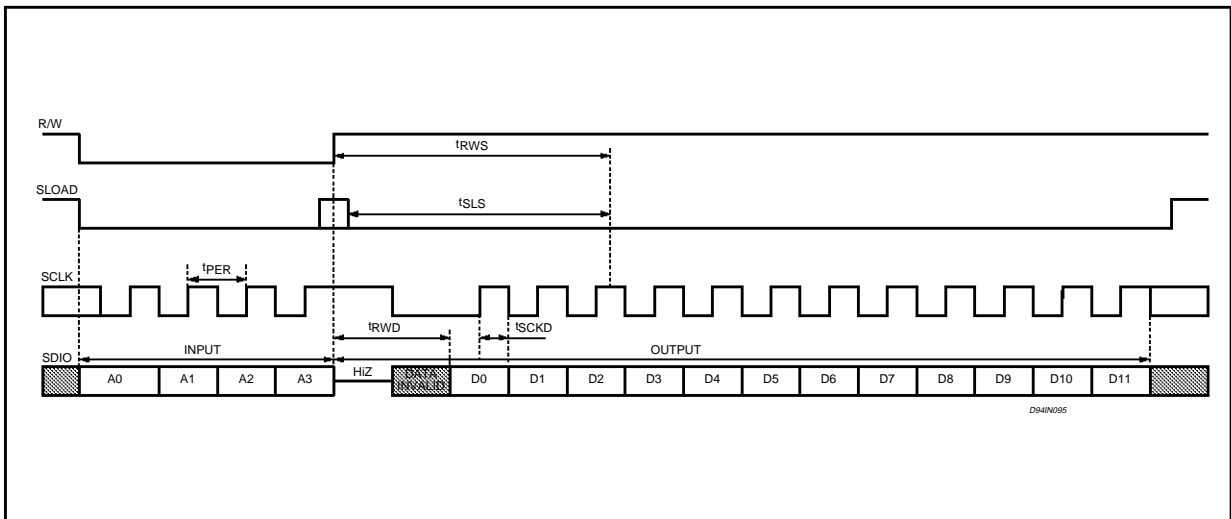 R/W
tRWS
SLOAD
tSLS
SCLK
tPER
tRWD
tSCKD
SDIO
INPUT
OUTPUT
A0 A1 A2 A3 HiZ DATA INVALID D0 D1 D2 D3 D4 D5 D6 D7 D8 D9 D10 D11
D94IN095